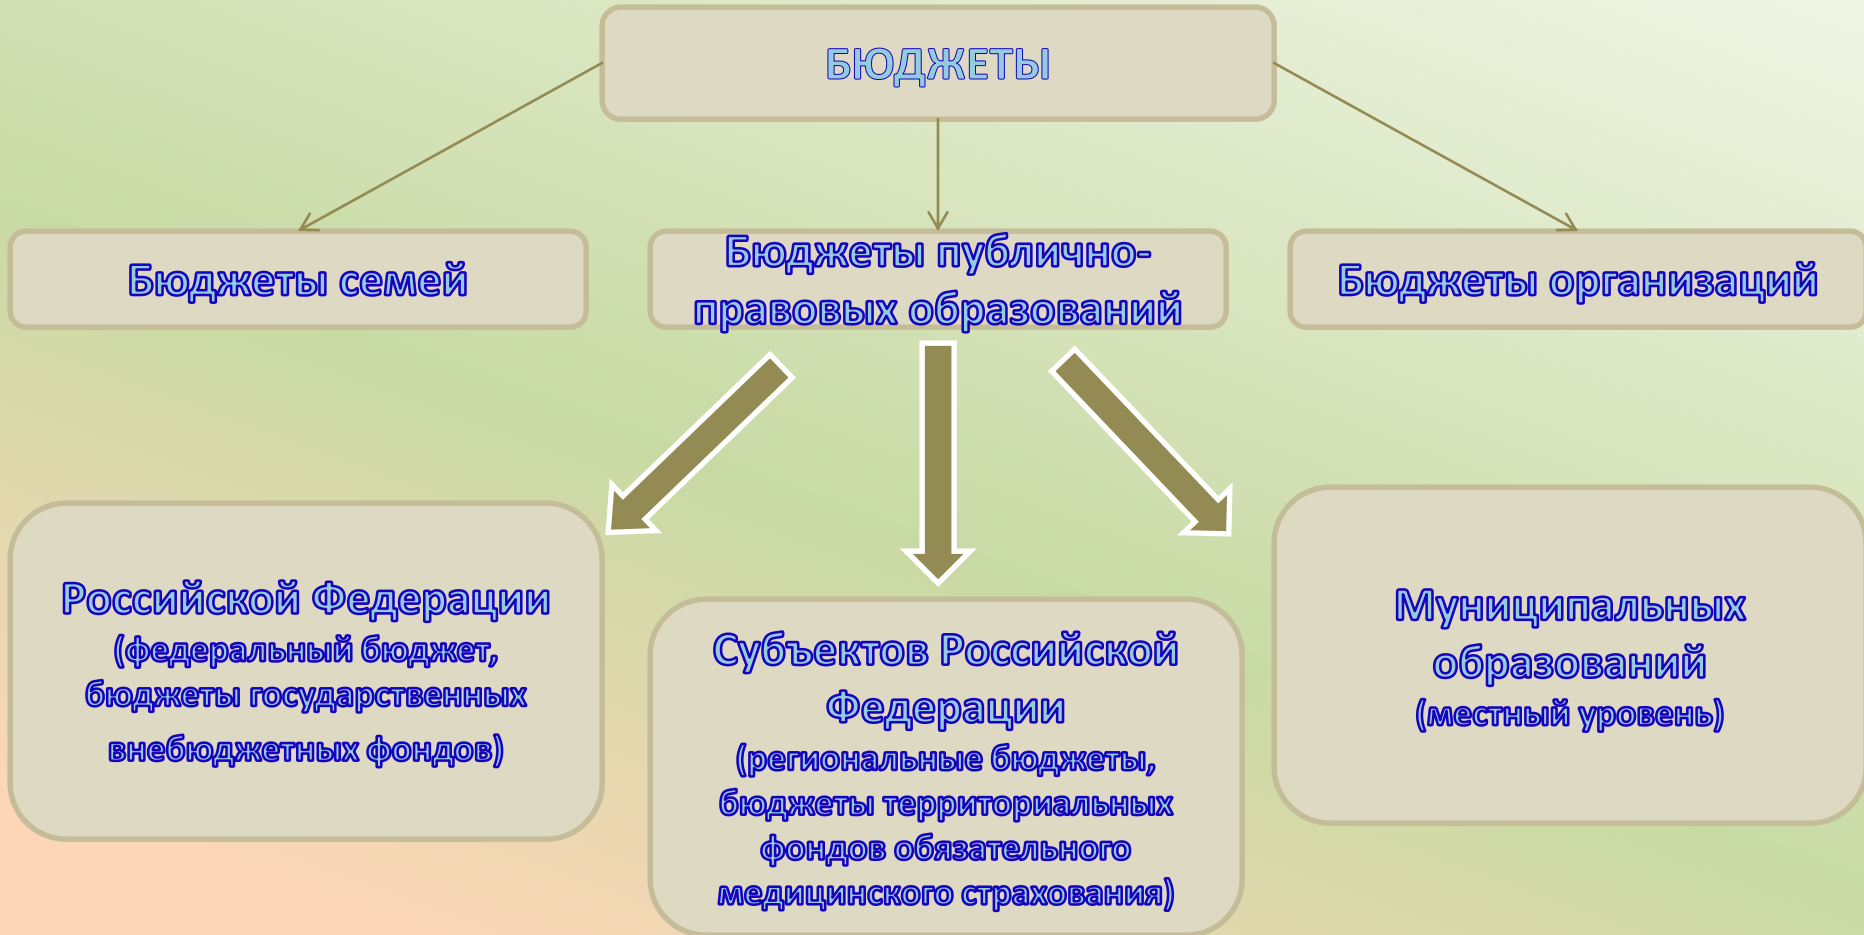 БЮДЖЕТЫ
Бюджеты семей
Бюджеты публично-
правовых образований
Бюджеты организаций
Российской Федерации
(федеральный бюджет,
бюджеты государственных
внебюджетных фондов)
Субъектов Российской
Федерации
(региональные бюджеты,
бюджеты территориальных
фондов обязательного
медицинского страхования)
Муниципальных
образований
(местный уровень)